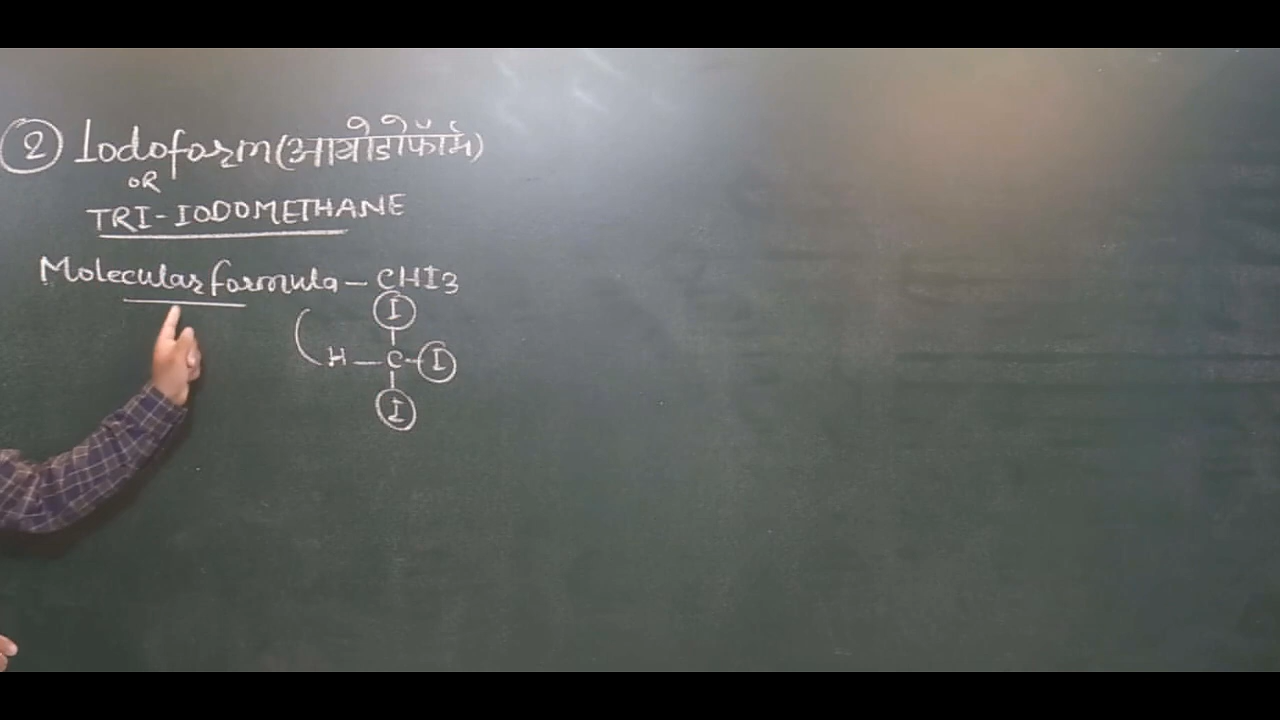 ② Iodoform (आयोडोफॉर्म)
OR
TRI-IODOMETHANE
Molecular formula – CHI3
I
( H – C – I
I